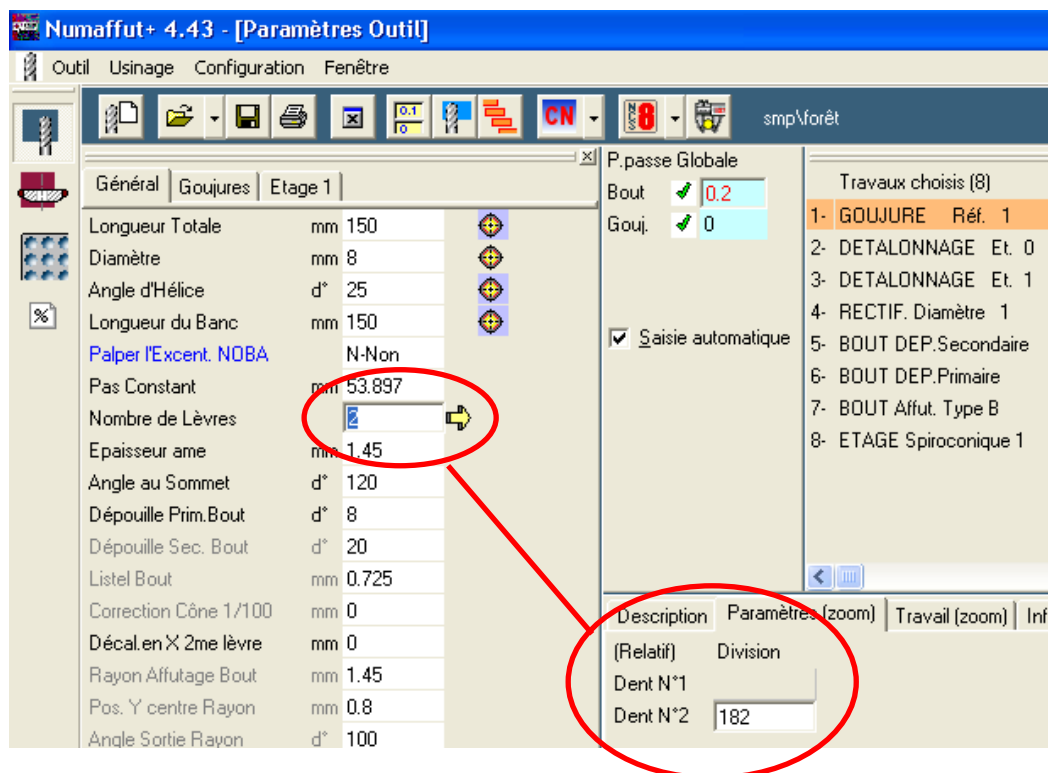 Numaffut+ 4.43 - [Paramètres Outil]
Outil Usinage Configuration Fenêtre
0.1
0
CN
NCS8
smp\forêt
%
Général Goujures Etage 1
Longueur Totale mm 150
Diamètre mm 8
Angle d'Hélice d° 25
Longueur du Banc mm 150
Palper l'Excent. NOBA N-Non
Pas Constant mm 53.897
Nombre de Lèvres 2
Epaisseur ame mm 1.45
Angle au Sommet d° 120
Dépouille Prim.Bout d° 8
Dépouille Sec. Bout d° 20
Listel Bout mm 0.725
Correction Cône 1/100 mm 0
Décal.en X 2me lèvre mm 0
Rayon Affutage Bout mm 1.45
Pos. Y centre Rayon mm 0.8
Angle Sortie Rayon d° 100
P.passe Globale
Bout 0.2
Gouj. 0
Saisie automatique
Travaux choisis (8)
1- GOUJURE Réf. 1
2- DETALONNAGE Et. 0
3- DETALONNAGE Et. 1
4- RECTIF. Diamètre 1
5- BOUT DEP.Secondaire
6- BOUT DEP.Primaire
7- BOUT Affut. Type B
8- ETAGE Spiroconique 1
Description Paramètres (zoom) Travail (zoom) Inf
(Relatif) Division
Dent N°1
Dent N°2 182